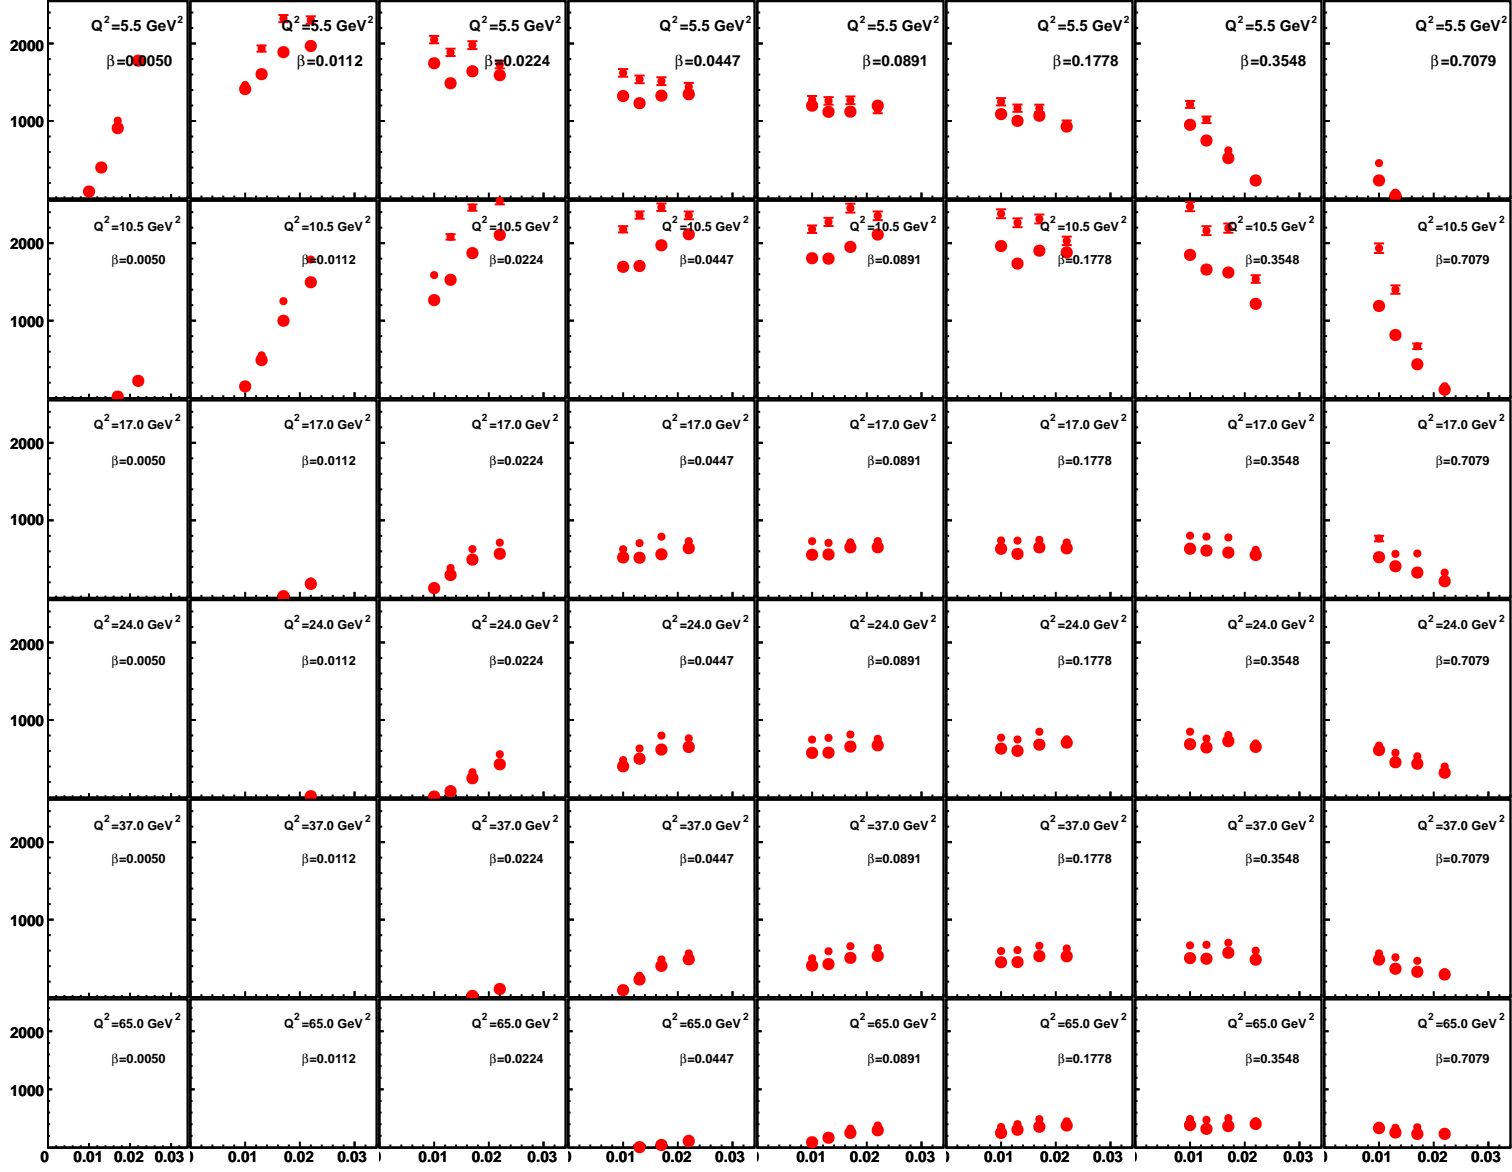 Q²=5.5 GeV² Q²=5.5 GeV² Q²=5.5 GeV² Q²=5.5 GeV² Q²=5.5 GeV² Q²=5.5 GeV² Q²=5.5 GeV² Q²=5.5 GeV²
2000
β=0.0050 β=0.0112 β=0.0224 β=0.0447 β=0.0891 β=0.1778 β=0.3548 β=0.7079
1000
Q²=10.5 GeV² Q²=10.5 GeV² Q²=10.5 GeV² Q²=10.5 GeV² Q²=10.5 GeV² Q²=10.5 GeV² Q²=10.5 GeV² Q²=10.5 GeV²
2000
β=0.0050 β=0.0112 β=0.0224 β=0.0447 β=0.0891 β=0.1778 β=0.3548 β=0.7079
1000
Q²=17.0 GeV² Q²=17.0 GeV² Q²=17.0 GeV² Q²=17.0 GeV² Q²=17.0 GeV² Q²=17.0 GeV² Q²=17.0 GeV² Q²=17.0 GeV²
2000
β=0.0050 β=0.0112 β=0.0224 β=0.0447 β=0.0891 β=0.1778 β=0.3548 β=0.7079
1000
Q²=24.0 GeV² Q²=24.0 GeV² Q²=24.0 GeV² Q²=24.0 GeV² Q²=24.0 GeV² Q²=24.0 GeV² Q²=24.0 GeV² Q²=24.0 GeV²
2000
β=0.0050 β=0.0112 β=0.0224 β=0.0447 β=0.0891 β=0.1778 β=0.3548 β=0.7079
1000
Q²=37.0 GeV² Q²=37.0 GeV² Q²=37.0 GeV² Q²=37.0 GeV² Q²=37.0 GeV² Q²=37.0 GeV² Q²=37.0 GeV² Q²=37.0 GeV²
2000
β=0.0050 β=0.0112 β=0.0224 β=0.0447 β=0.0891 β=0.1778 β=0.3548 β=0.7079
1000
Q²=65.0 GeV² Q²=65.0 GeV² Q²=65.0 GeV² Q²=65.0 GeV² Q²=65.0 GeV² Q²=65.0 GeV² Q²=65.0 GeV² Q²=65.0 GeV²
2000
β=0.0050 β=0.0112 β=0.0224 β=0.0447 β=0.0891 β=0.1778 β=0.3548 β=0.7079
1000
0 0.01 0.02 0.03 0.01 0.02 0.03 0.01 0.02 0.03 0.01 0.02 0.03 0.01 0.02 0.03 0.01 0.02 0.03 0.01 0.02 0.03 0.01 0.02 0.03